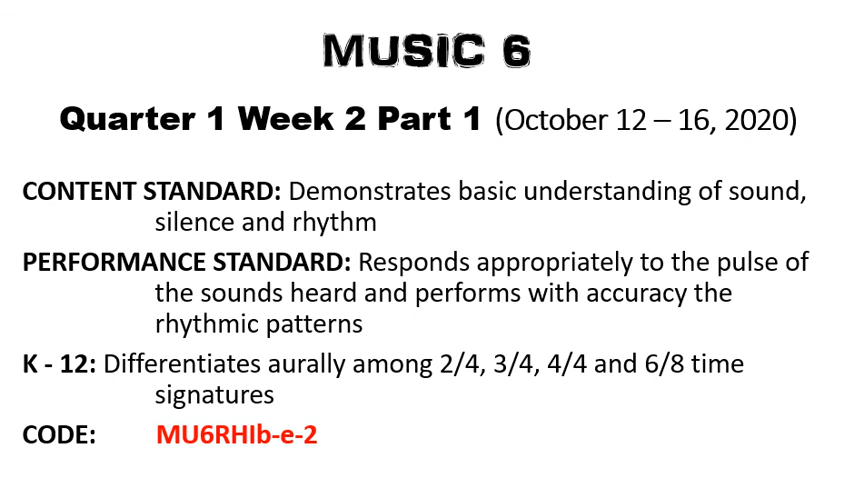 MUSIC 6
Quarter 1 Week 2 Part 1 (October 12 – 16, 2020)
CONTENT STANDARD: Demonstrates basic understanding of sound,
silence and rhythm
PERFORMANCE STANDARD: Responds appropriately to the pulse of
the sounds heard and performs with accuracy the
rhythmic patterns
K - 12: Differentiates aurally among 2/4, 3/4, 4/4 and 6/8 time
signatures
CODE: MU6RHIb-e-2